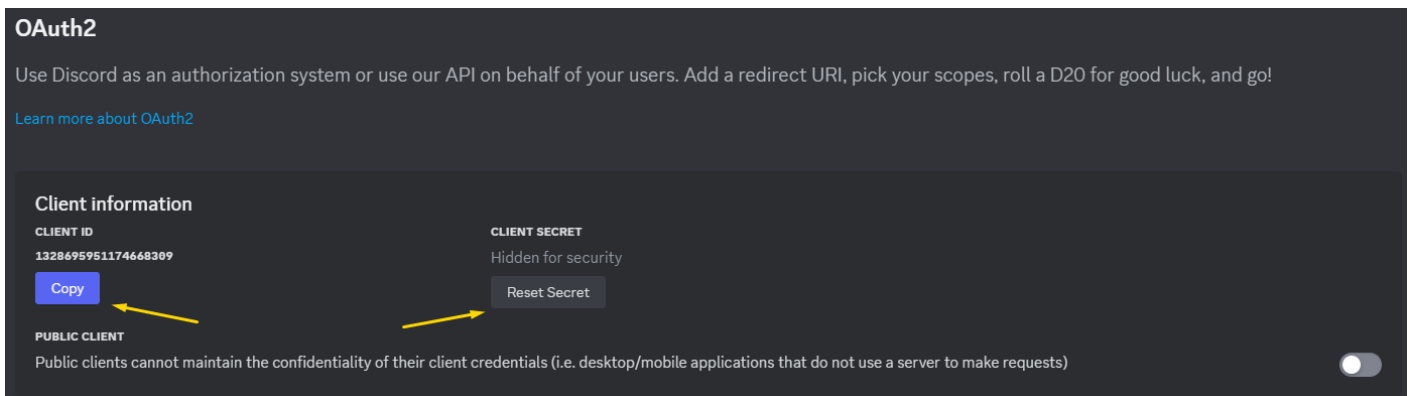 OAuth2
Use Discord as an authorization system or use our API on behalf of your users. Add a redirect URI, pick your scopes, roll a D20 for good luck, and go!
Learn more about OAuth2
Client information
CLIENT ID
1328695951174668309
Copy
CLIENT SECRET
Hidden for security
Reset Secret
PUBLIC CLIENT
Public clients cannot maintain the confidentiality of their client credentials (i.e. desktop/mobile applications that do not use a server to make requests)